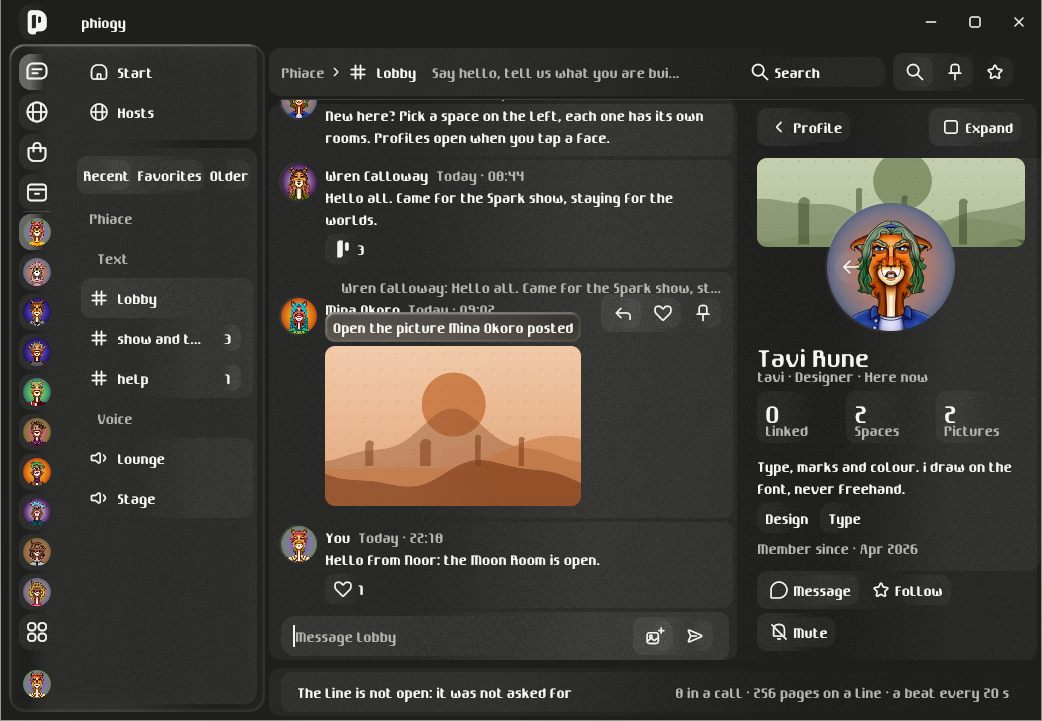 phiogy
Start
Hosts
Recent Favorites Older
Phiace
Text
# lobby
# show and t... 3
# help 1
Voice
Lounge
Stage
Phiace > # lobby Say hello, tell us what you are bui...
Search
New here? Pick a space on the left, each one has its own
rooms. Profiles open when you tap a face.
Wren Calloway Today · 08:44
Hello all. Came for the Spark show, staying for the
worlds.
3
Wren Calloway: Hello all. Came for the Spark show, st...
Mina Okoro Today · 09:02
Open the picture Mina Okoro posted
You Today · 22:18
Hello from Noor: the Moon Room is open.
1
Message lobby
Profile
Expand
Tavi Rune
tavi · Designer · Here now
0 2 2
Linked Spaces Pictures
Type, marks and colour. i draw on the
font, never freehand.
Design Type
Member since · Apr 2026
Message Follow
Mute
The line is not open: it was not asked for
0 in a call · 256 pages on a line · a beat every 20 s